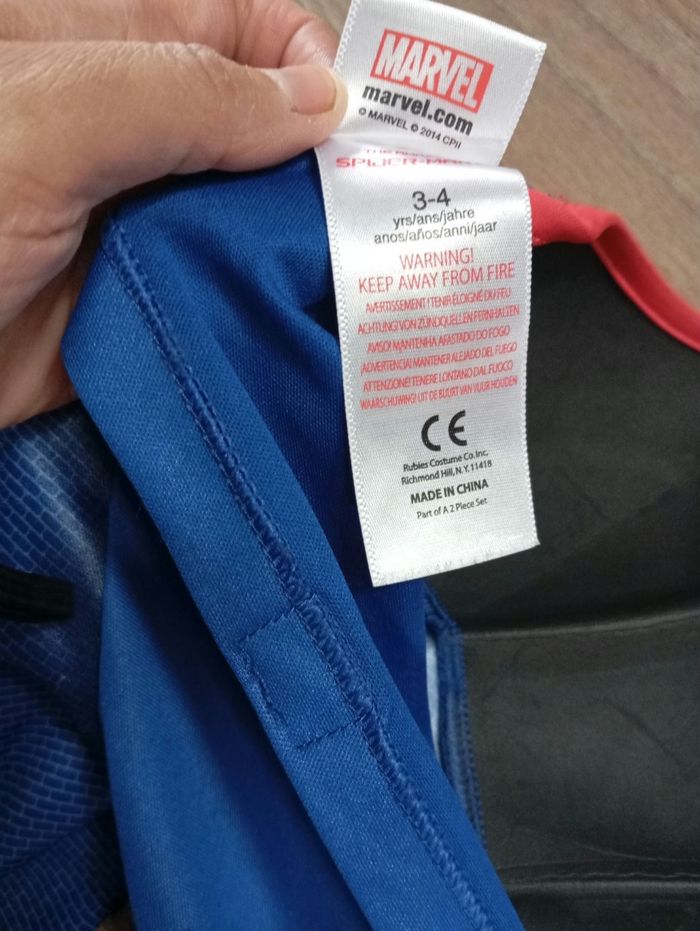 MARVEL
marvel.com
© MARVEL © 2014 CPII
SPIDER-MAN
3-4
yrs/ans/jahre
anos/años/anni/jaar
WARNING!
KEEP AWAY FROM FIRE
AVERTISSEMENT ! TENIR ÉLOIGNÉ DU FEU
ACHTUNG! VON ZÜNDQUELLEN FERNHALTEN
AVISO! MANTENHA AFASTADO DO FOGO
ADVERTENCIA! MANTENER ALEJADO DEL FUEGO
ATTENZIONE! TENERE LONTANO DAL FUOCO
WAARSCHUWING! UIT DE BUURT VAN VUUR HOUDEN
CE
Rubies Costume Co. Inc.
Richmond Hill, N.Y. 11418
MADE IN CHINA
Part of A 2 Piece Set